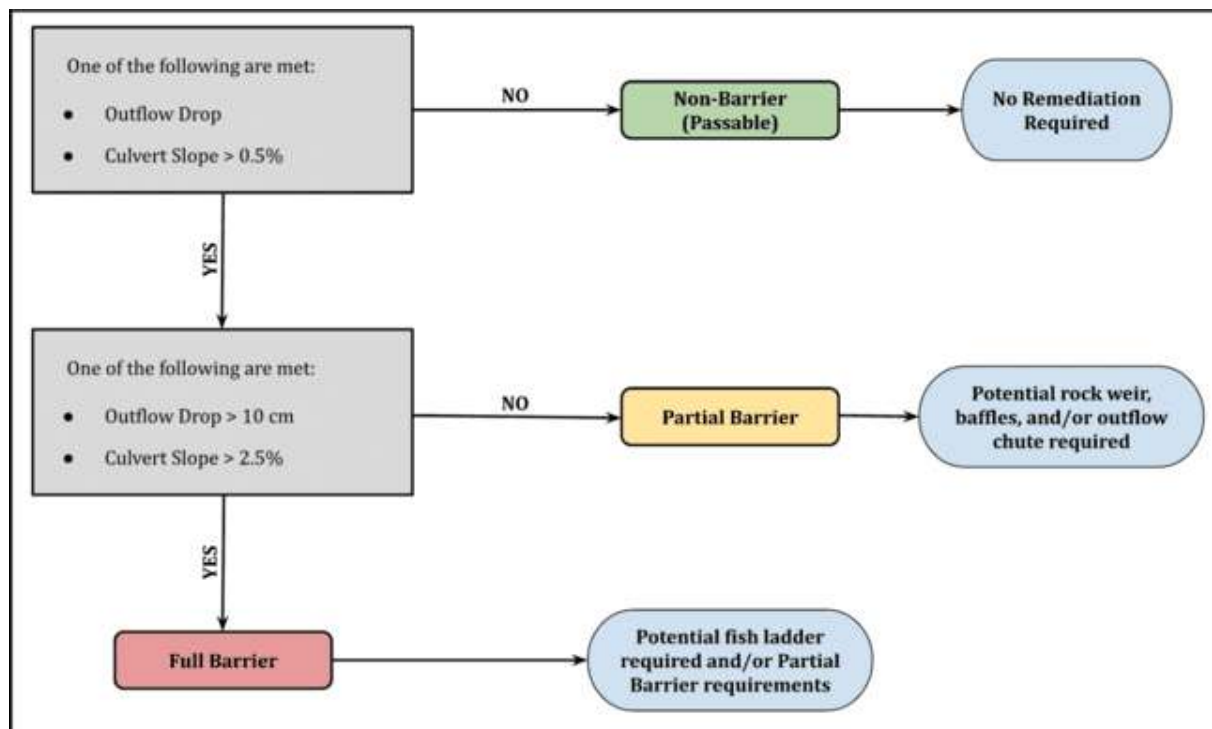 One of the following are met:
● Outflow Drop
● Culvert Slope > 0.5%
NO
Non-Barrier
(Passable)
No Remediation
Required
YES
One of the following are met:
● Outflow Drop > 10 cm
● Culvert Slope > 2.5%
NO
Partial Barrier
Potential rock weir,
baffles, and/or outflow
chute required
YES
Full Barrier
Potential fish ladder
required and/or Partial
Barrier requirements